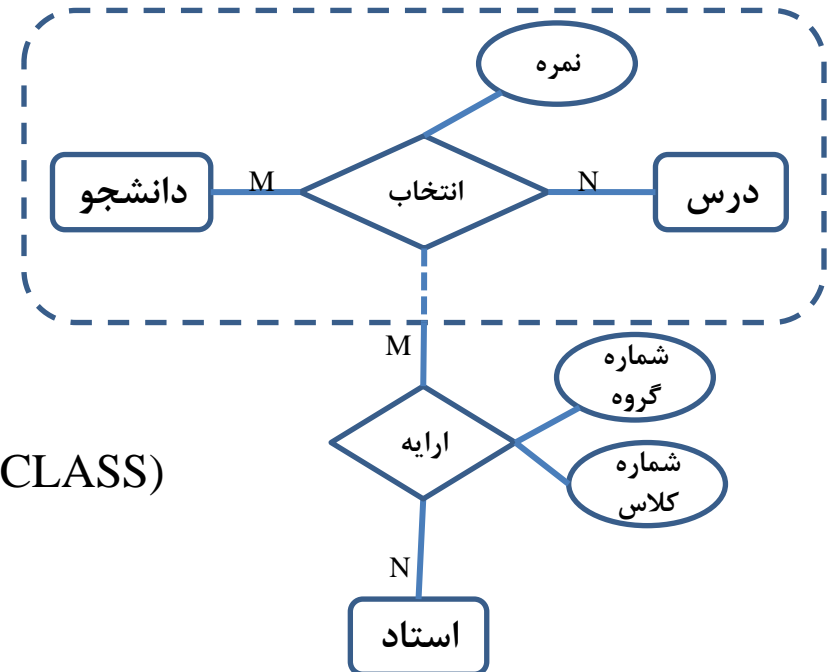 نمره
دانشجو
M
انتخاب
N
درس
M
شماره
گروه
ارایه
شماره
کلاس
CLASS)
N
استاد